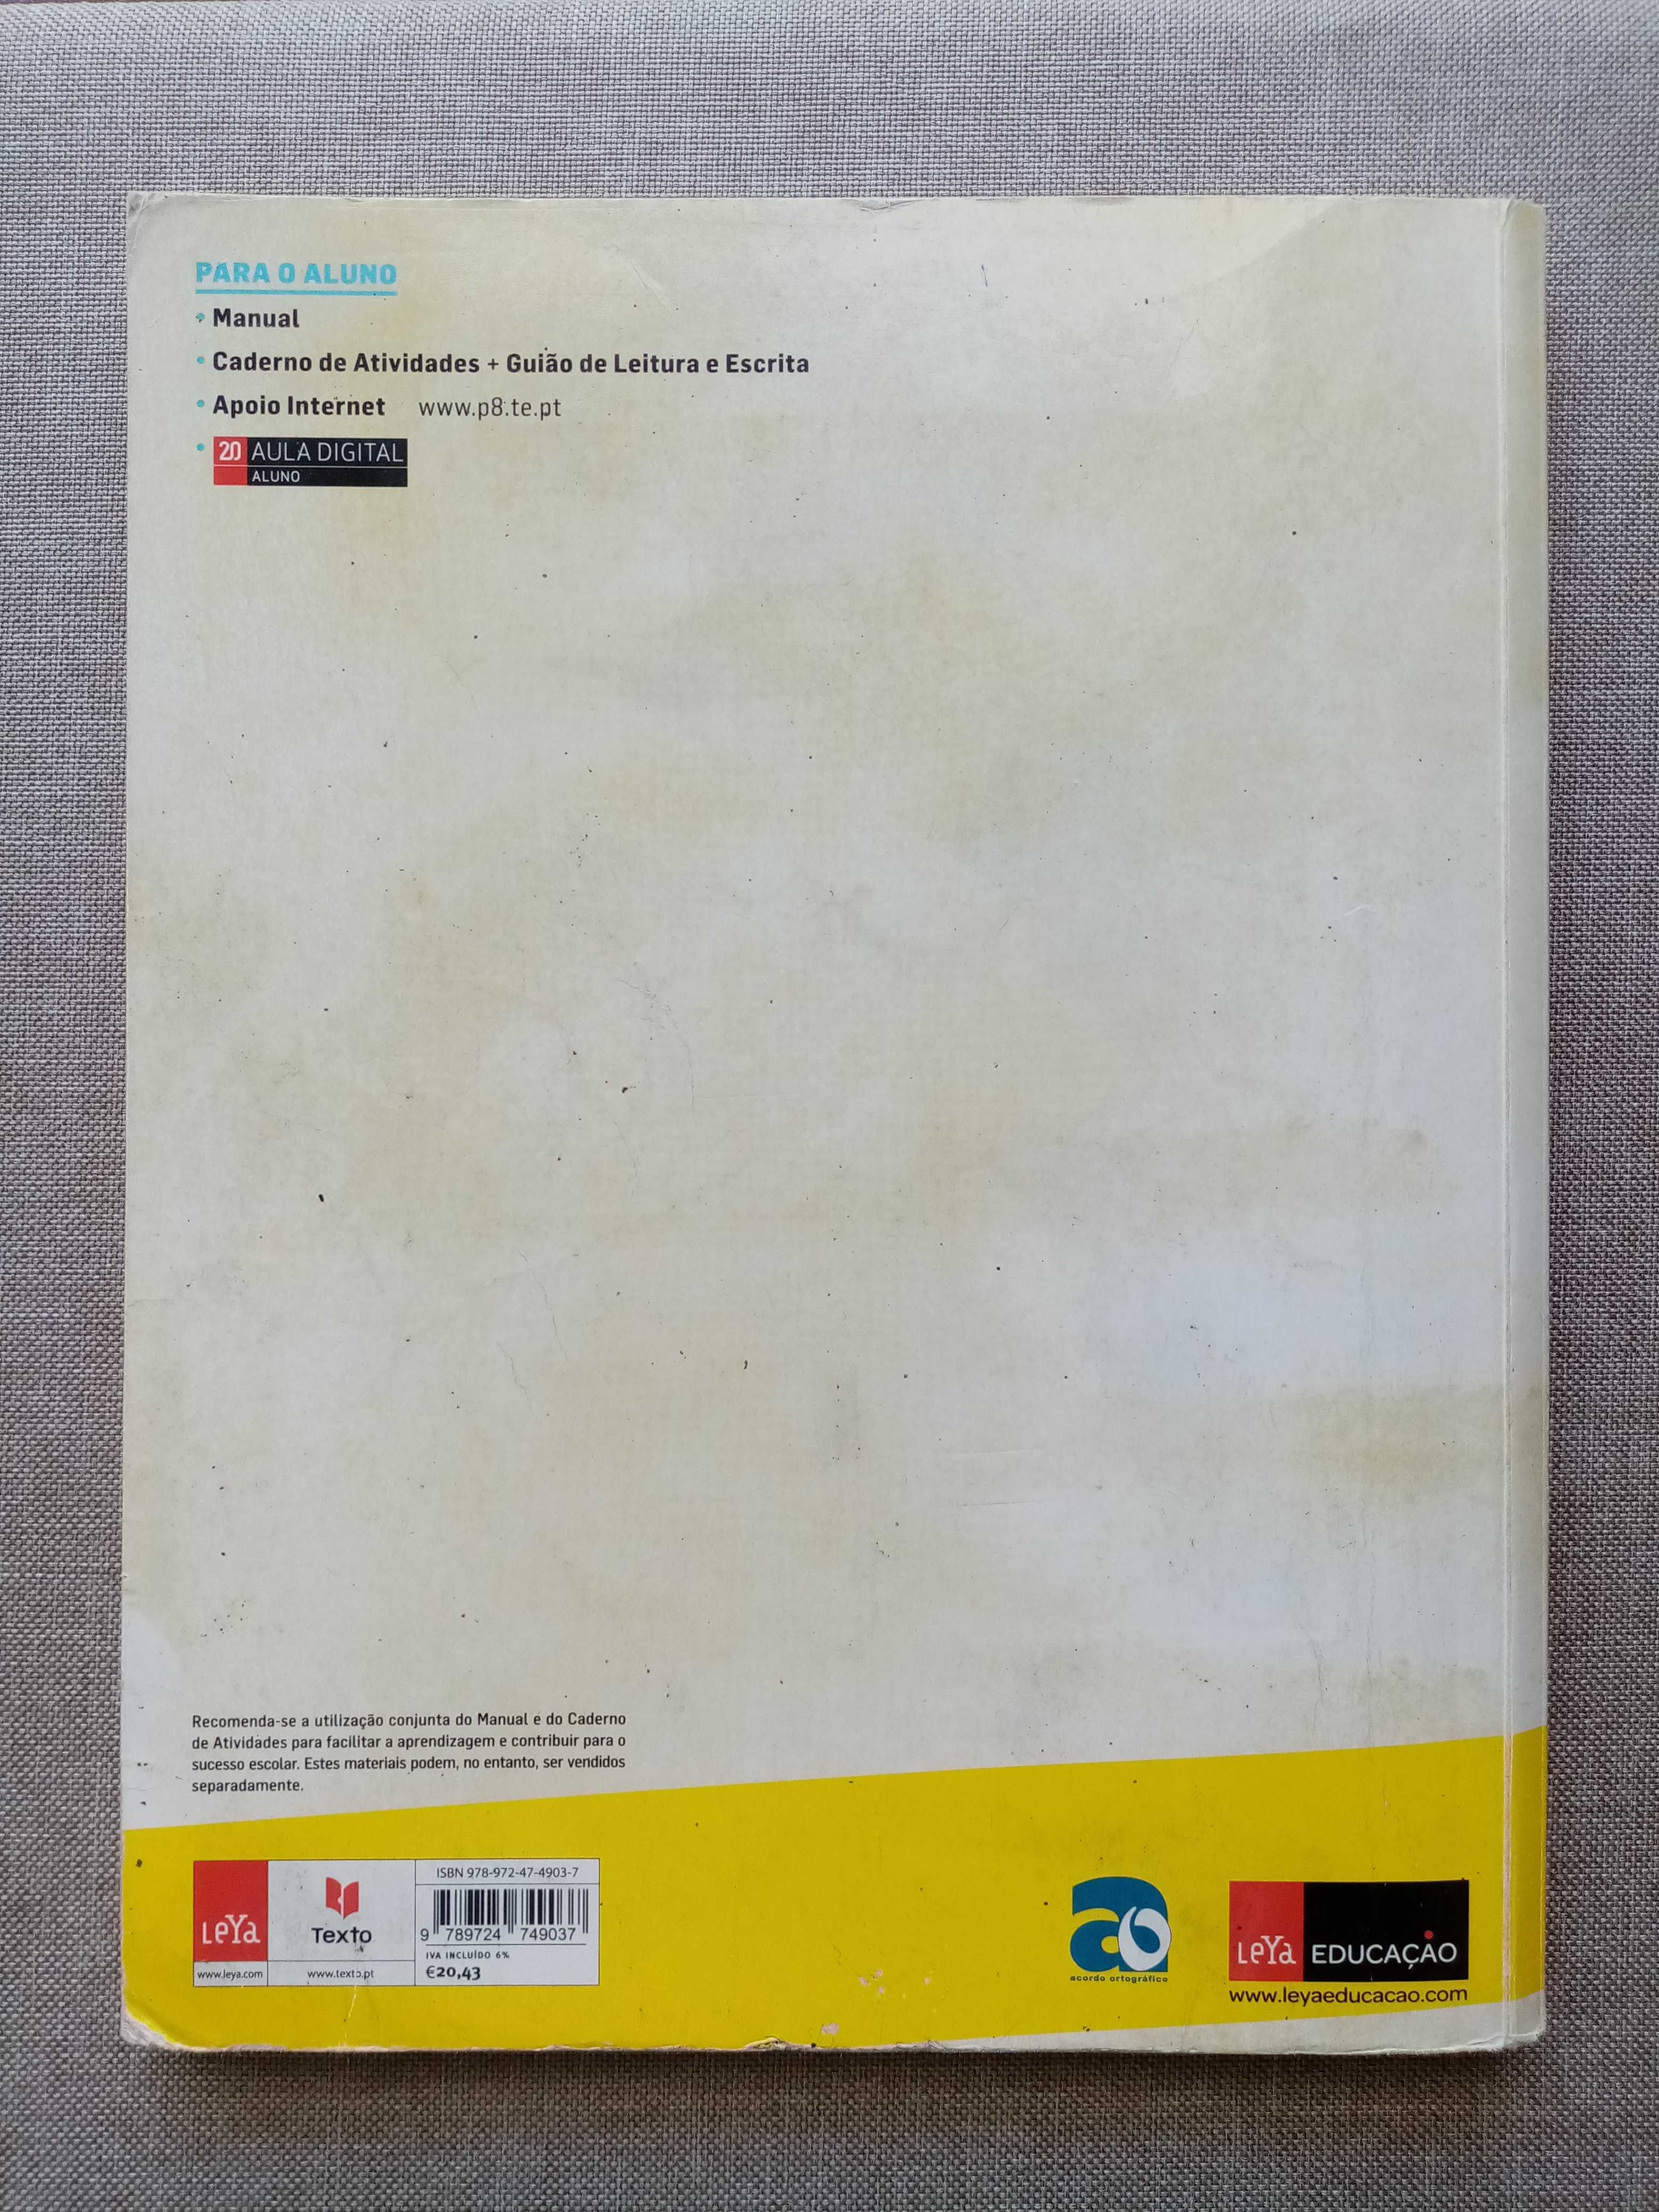 PARA O ALUNO
• Manual
• Caderno de Atividades + Guião de Leitura e Escrita
• Apoio Internet www.p8.te.pt
• 20 AULA DIGITAL
ALUNO
Recomenda-se a utilização conjunta do Manual e do Caderno
de Atividades para facilitar a aprendizagem e contribuir para o
sucesso escolar. Estes materiais podem, no entanto, ser vendidos
separadamente.
LeYa
www.leya.com
Texto
www.texto.pt
ISBN 978-972-47-4903-7
9 789724 749037
IVA INCLUÍDO 6%
€20,43
ao
acordo ortográfico
LeYa EDUCAÇÃO
www.leyaeducacao.com